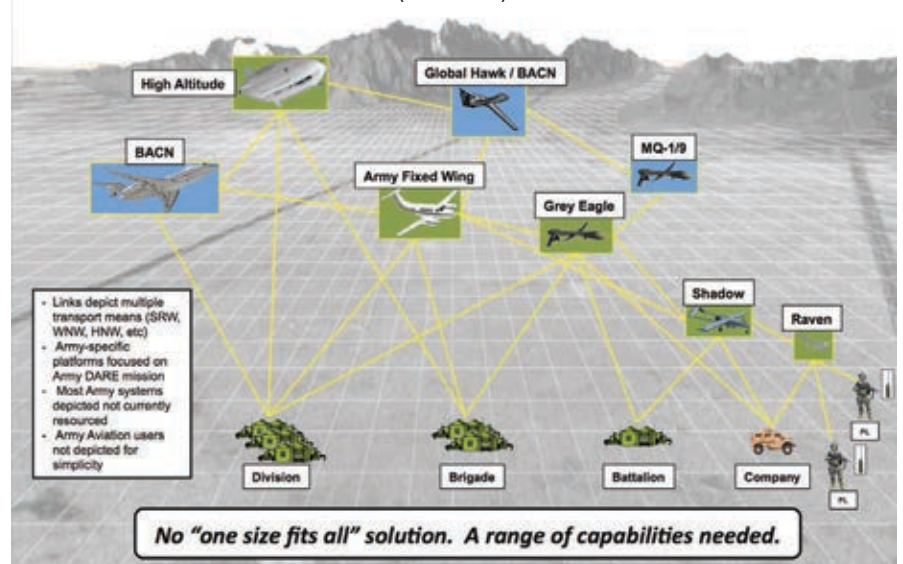 High Altitude
Global Hawk / BACN
BACN
MQ-1/9
Army Fixed Wing
Grey Eagle
Shadow
Raven
- Links depict multiple
transport means (SRW,
WNW, HNW, etc)
- Army-specific
platforms focused on
Army DARE mission
- Most Army systems
depicted not currently
resourced
- Army Aviation users
not depicted for
simplicity
PL
Division
Brigade
Battalion
Company
PL
No “one size fits all” solution. A range of capabilities needed.